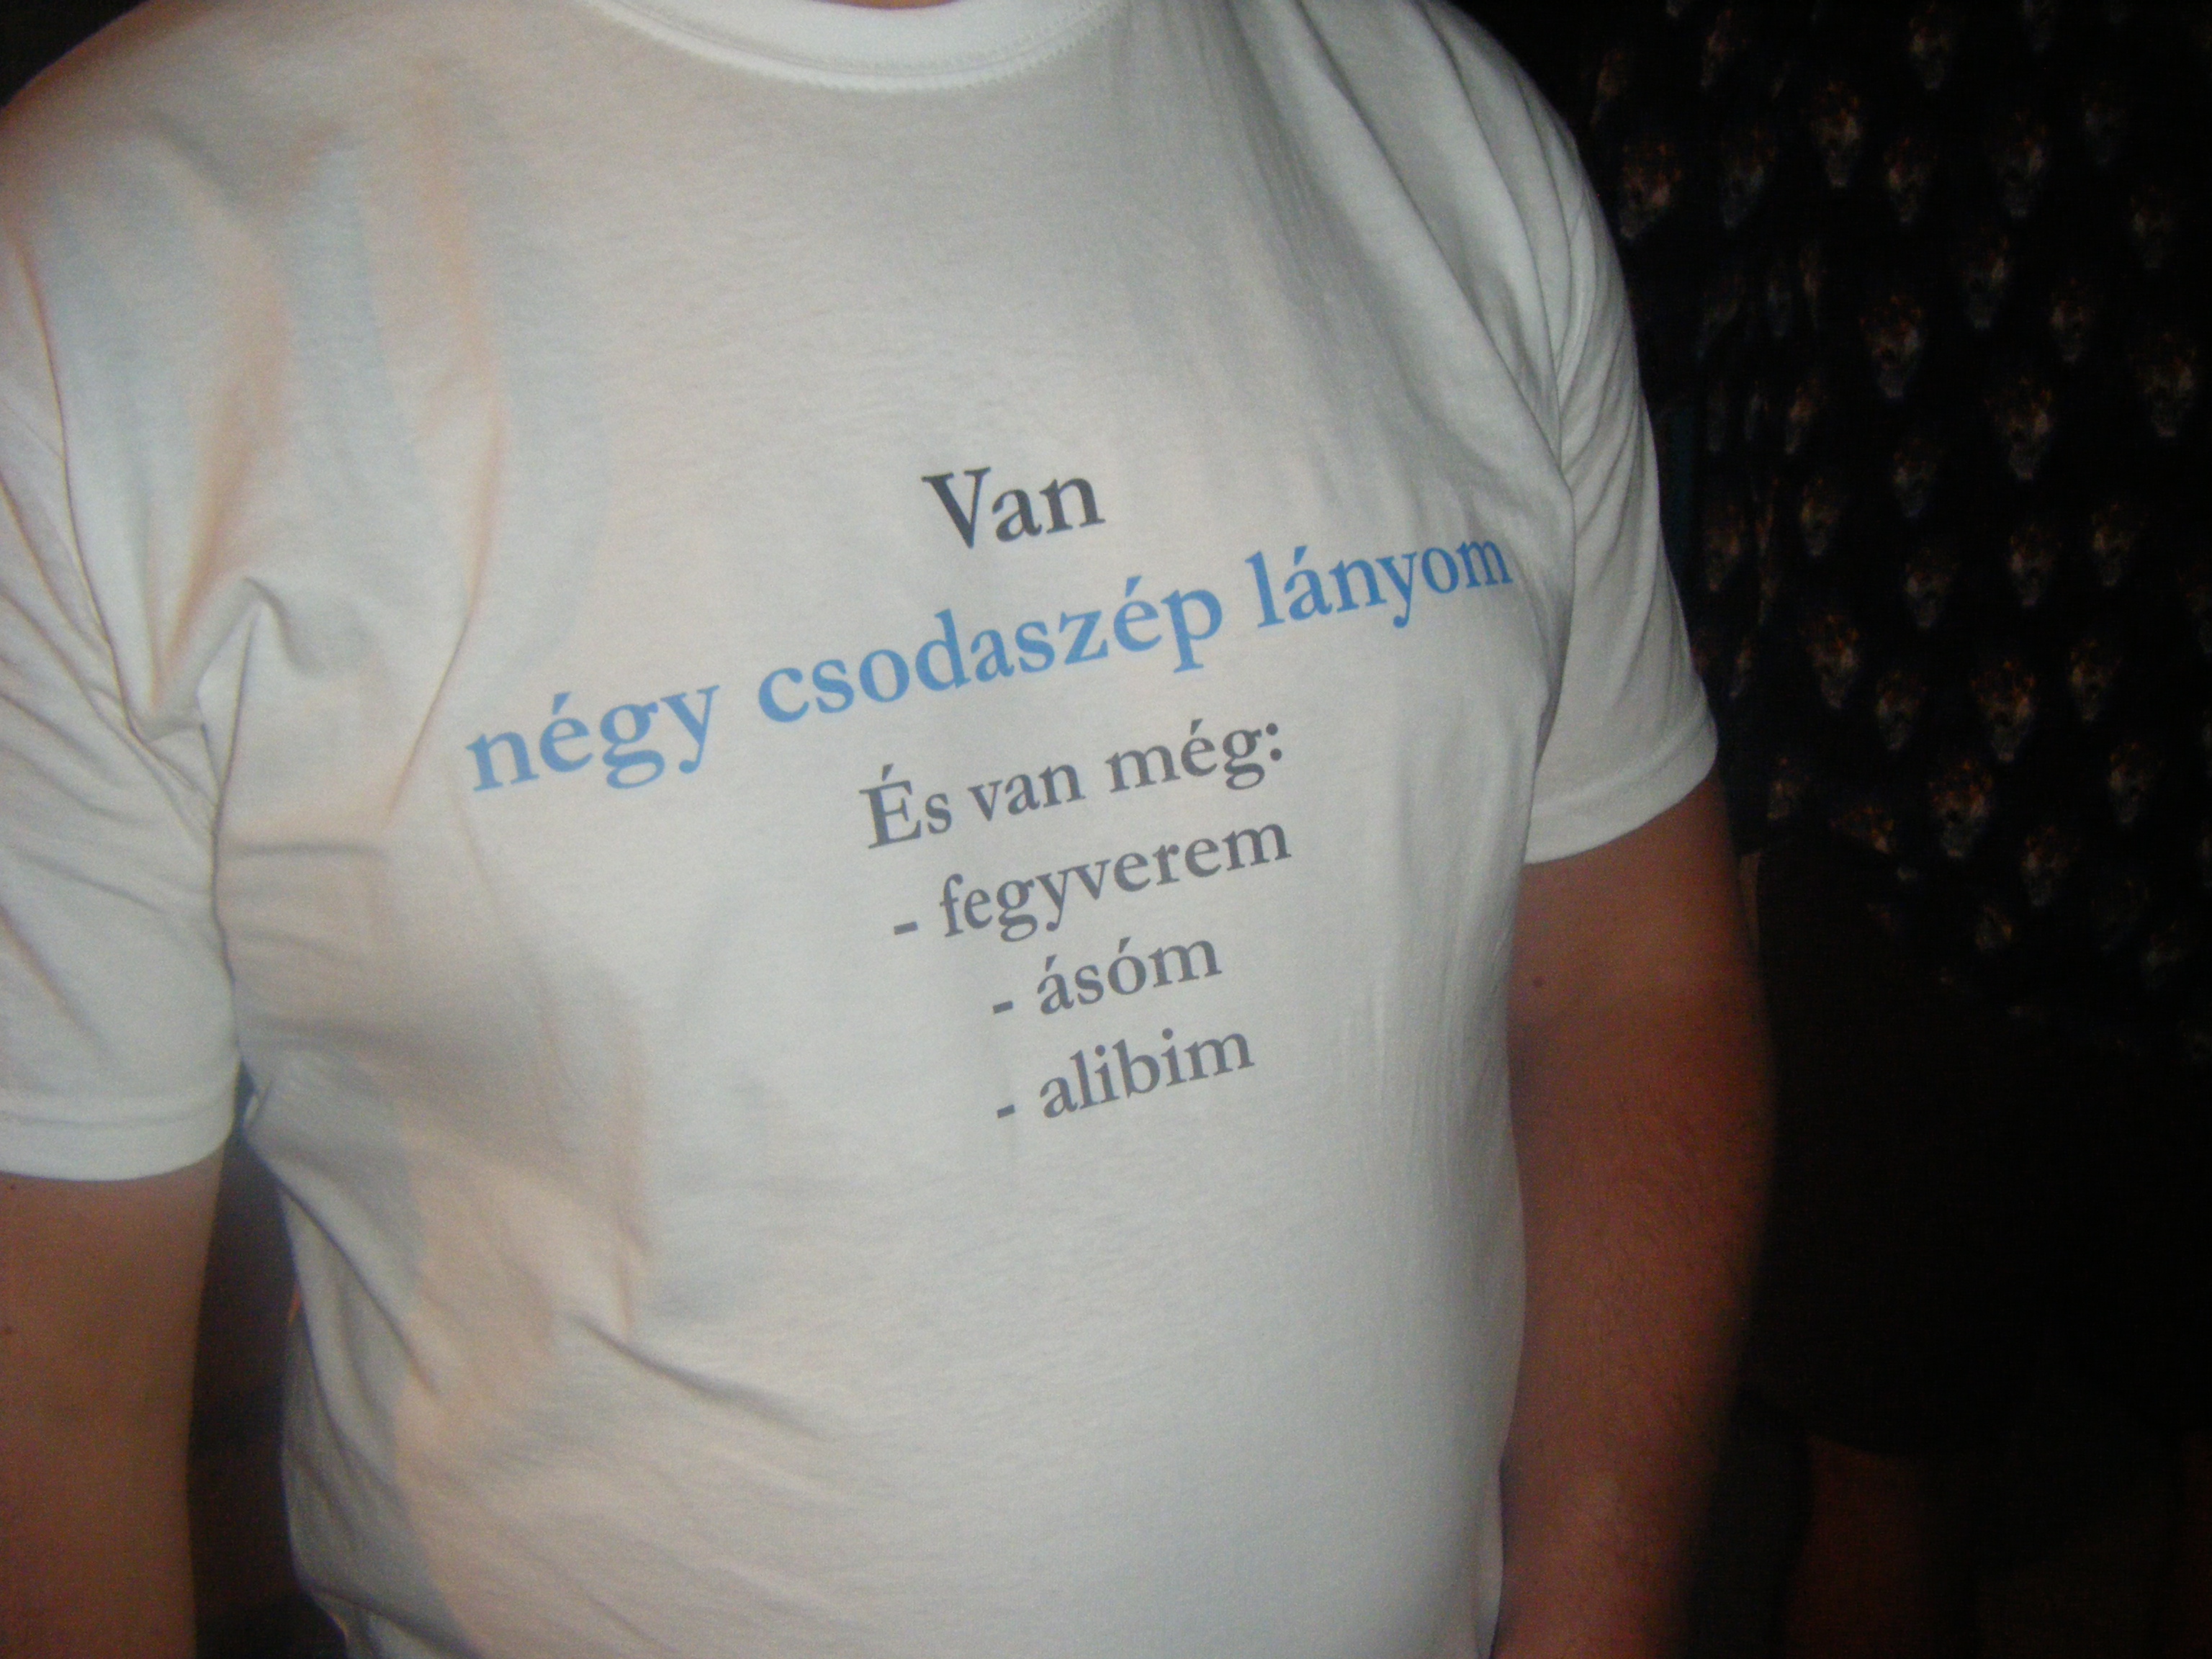 Van
négy csodaszép lányom
És van még:
- fegyverem
- ásóm
- alibim